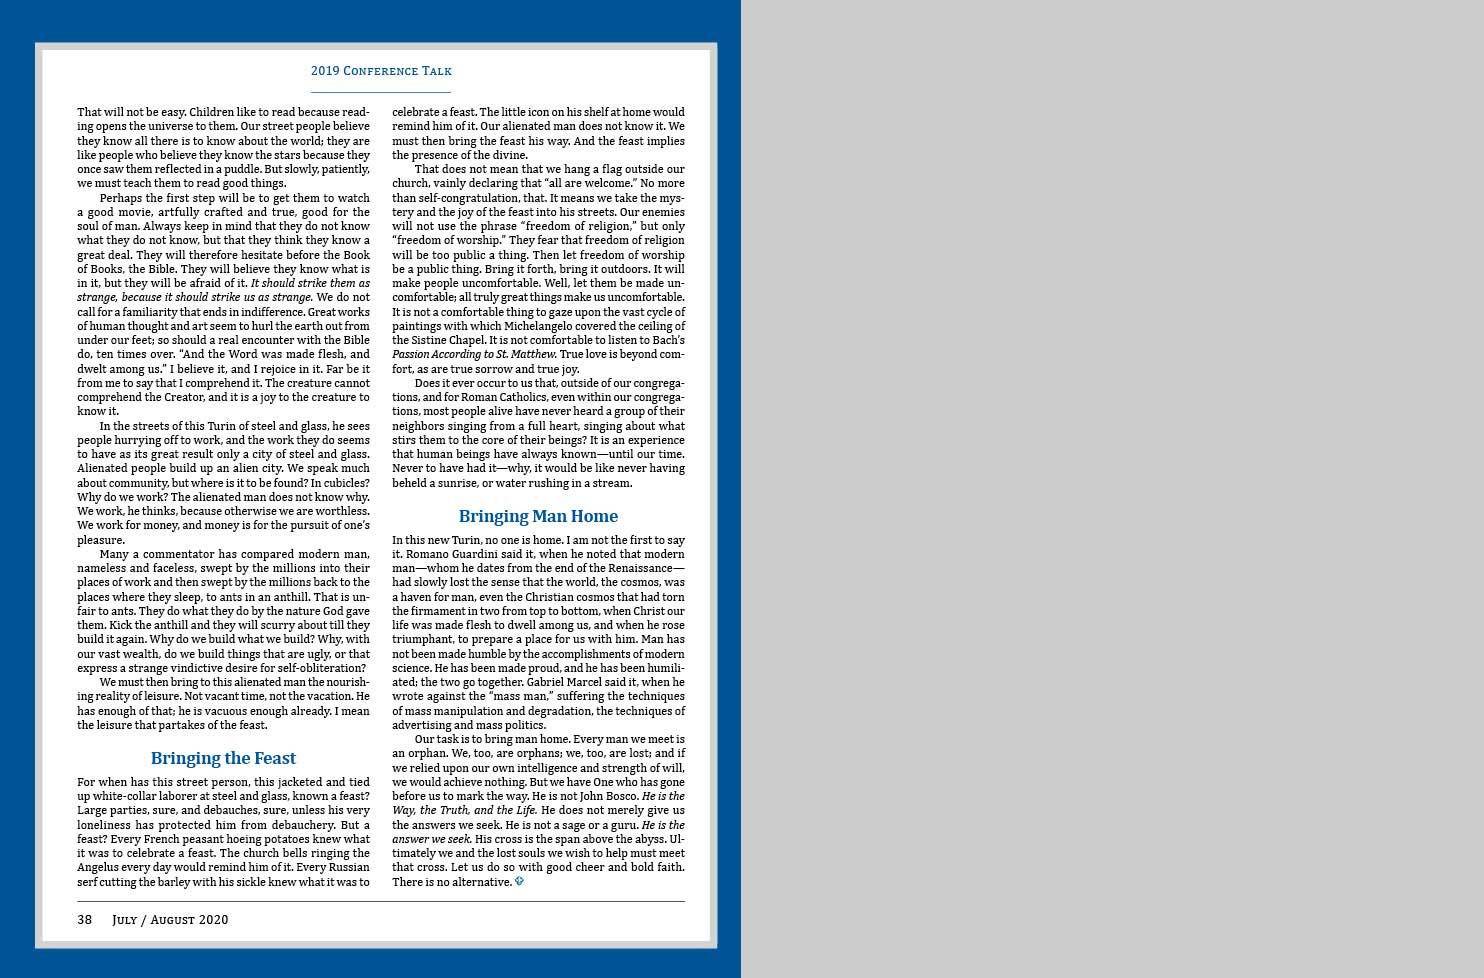 2019 Conference Talk
That will not be easy. Children like to read because read-
ing opens the universe to them. Our street people believe
they know all there is to know about the world; they are
like people who believe they know the stars because they
once saw them reflected in a puddle. But slowly, patiently,
we must teach them to read good things.
Perhaps the first step will be to get them to watch
a good movie, artfully crafted and true, good for the
soul of man. Always keep in mind that they do not know
what they do not know, but that they think they know a
great deal. They will therefore hesitate before the Book
of Books, the Bible. They will believe they know what is
in it, but they will be afraid of it. It should strike them as
strange, because it should strike us as strange. We do not
call for a familiarity that ends in indifference. Great works
of human thought and art seem to hurl the earth out from
under our feet; so should a real encounter with the Bible
do, ten times over. “And the Word was made flesh, and
dwelt among us.” I believe it, and I rejoice in it. Far be it
from me to say that I comprehend it. The creature cannot
comprehend the Creator, and it is a joy to the creature to
know it.
In the streets of this Turin of steel and glass, he sees
people hurrying off to work, and the work they do seems
to have as its great result only a city of steel and glass.
Alienated people build up an alien city. We speak much
about community, but where is it to be found? In cubicles?
Why do we work? The alienated man does not know why.
We work, he thinks, because otherwise we are worthless.
We work for money, and money is for the pursuit of one’s
pleasure.
Many a commentator has compared modern man,
nameless and faceless, swept by the millions into their
places of work and then swept by the millions back to the
places where they sleep, to ants in an anthill. That is un-
fair to ants. They do what they do by the nature God gave
them. Kick the anthill and they will scurry about till they
build it again. Why do we build what we build? Why, with
our vast wealth, do we build things that are ugly, or that
express a strange vindictive desire for self-obliteration?
We must then bring to this alienated man the nourish-
ing reality of leisure. Not vacant time, not the vacation. He
has enough of that; he is vacuous enough already. I mean
the leisure that partakes of the feast.
Bringing the Feast
For when has this street person, this jacketed and tied
up white-collar laborer at steel and glass, known a feast?
Large parties, sure, and debauches, sure, unless his very
loneliness has protected him from debauchery. But a
feast? Every French peasant hoeing potatoes knew what
it was to celebrate a feast. The church bells ringing the
Angelus every day would remind him of it. Every Russian
serf cutting the barley with his sickle knew what it was to
celebrate a feast. The little icon on his shelf at home would
remind him of it. Our alienated man does not know it. We
must then bring the feast his way. And the feast implies
the presence of the divine.
That does not mean that we hang a flag outside our
church, vainly declaring that “all are welcome.” No more
than self-congratulation, that. It means we take the mys-
tery and the joy of the feast into his streets. Our enemies
will not use the phrase “freedom of religion,” but only
“freedom of worship.” They fear that freedom of religion
will be too public a thing. Then let freedom of worship
be a public thing. Bring it forth, bring it outdoors. It will
make people uncomfortable. Well, let them be made un-
comfortable; all truly great things make us uncomfortable.
It is not a comfortable thing to gaze upon the vast cycle of
paintings with which Michelangelo covered the ceiling of
the Sistine Chapel. It is not comfortable to listen to Bach’s
Passion According to St. Matthew. True love is beyond com-
fort, as are true sorrow and true joy.
Does it ever occur to us that, outside of our congrega-
tions, and for Roman Catholics, even within our congrega-
tions, most people alive have never heard a group of their
neighbors singing from a full heart, singing about what
stirs them to the core of their beings? It is an experience
that human beings have always known—until our time.
Never to have had it—why, it would be like never having
beheld a sunrise, or water rushing in a stream.
Bringing Man Home
In this new Turin, no one is home. I am not the first to say
it. Romano Guardini said it, when he noted that modern
man—whom he dates from the end of the Renaissance—
had slowly lost the sense that the world, the cosmos, was
a haven for man, even the Christian cosmos that had torn
the firmament in two from top to bottom, when Christ our
life was made flesh to dwell among us, and when he rose
triumphant, to prepare a place for us with him. Man has
not been made humble by the accomplishments of modern
science. He has been made proud, and he has been humili-
ated; the two go together. Gabriel Marcel said it, when he
wrote against the “mass man,” suffering the techniques
of mass manipulation and degradation, the techniques of
advertising and mass politics.
Our task is to bring man home. Every man we meet is
an orphan. We, too, are orphans; we, too, are lost; and if
we relied upon our own intelligence and strength of will,
we would achieve nothing. But we have One who has gone
before us to mark the way. He is not John Bosco. He is the
Way, the Truth, and the Life. He does not merely give us
the answers we seek. He is not a sage or a guru. He is the
answer we seek. His cross is the span above the abyss. Ul-
timately we and the lost souls we wish to help must meet
that cross. Let us do so with good cheer and bold faith.
There is no alternative.
38 July / August 2020